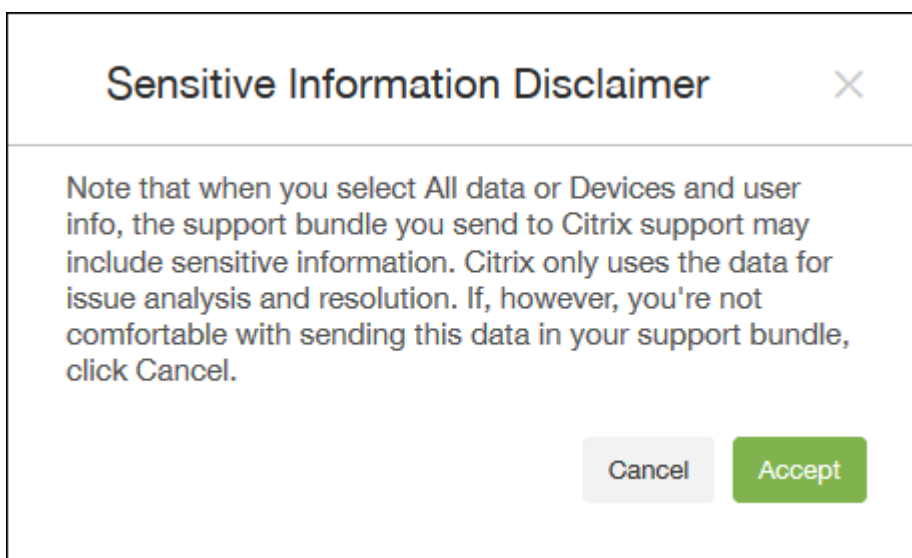 Sensitive Information Disclaimer
Note that when you select All data or Devices and user
info, the support bundle you send to Citrix support may
include sensitive information. Citrix only uses the data for
issue analysis and resolution. If, however, you're not
comfortable with sending this data in your support bundle,
click Cancel.
Cancel
Accept